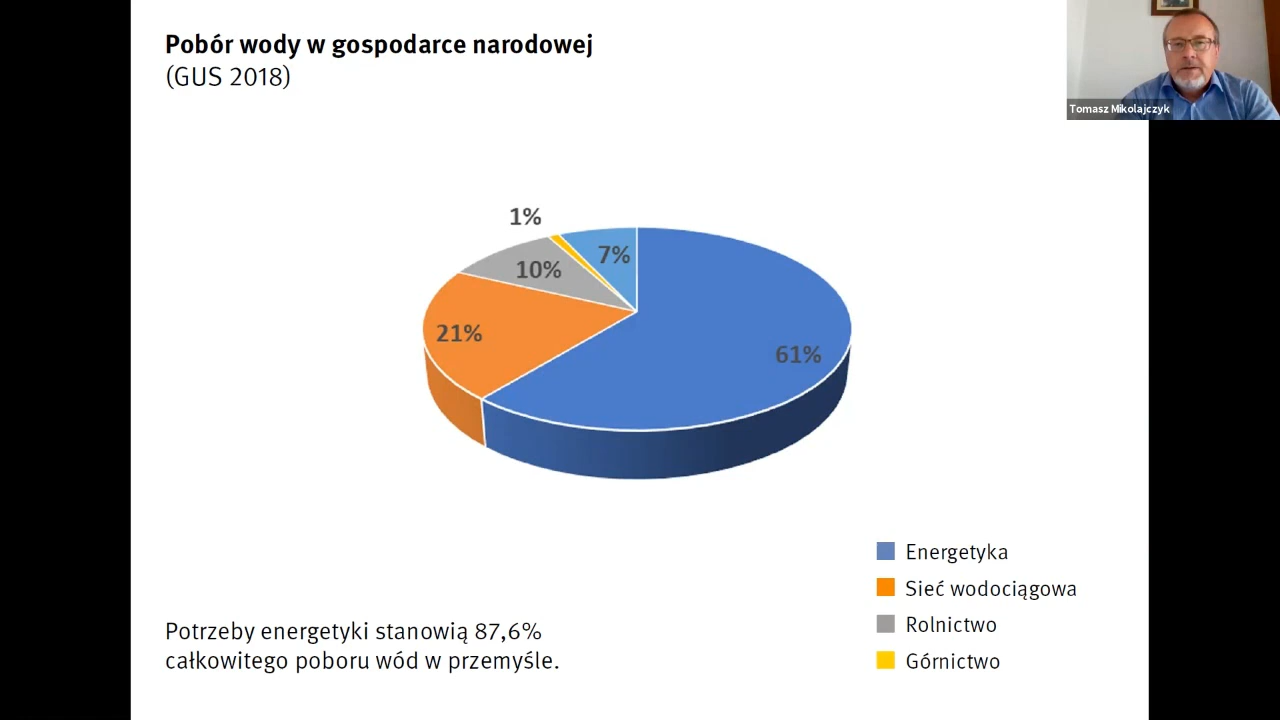 Pobór wody w gospodarce narodowej
(GUS 2018)
Tomasz Mikolajczyk
1%
7%
10%
21%
61%
Energetyka
Sieć wodociągowa
Rolnictwo
Górnictwo
Potrzeby energetyki stanowią 87,6%
całkowitego poboru wód w przemyśle.